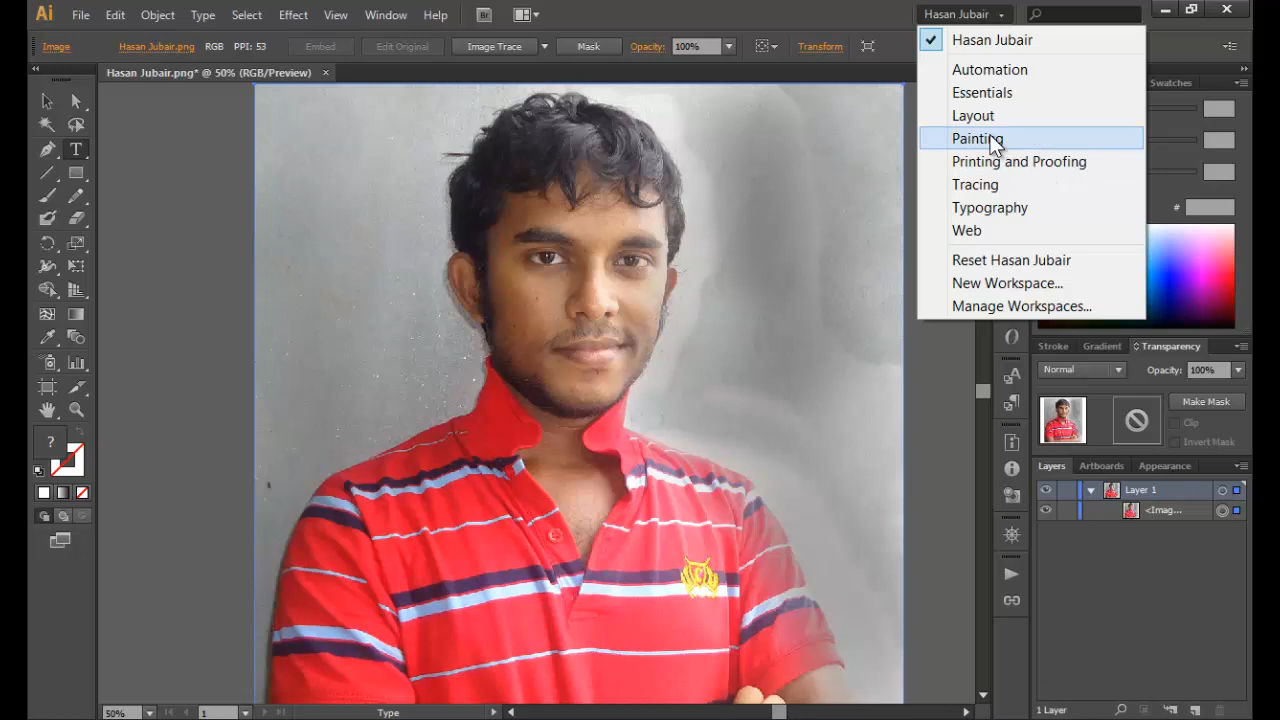 Ai File Edit Object Type Select Effect View Window Help Br Hasan Jubair
Image Hasan Jubair.png RGB PPI: 53 Embed Edit Original Image Trace Mask Opacity: 100% Transform
Hasan Jubair.png* @ 50% (RGB/Preview)
Hasan Jubair
Automation
Essentials
Layout
Painting
Printing and Proofing
Tracing
Typography
Web
Reset Hasan Jubair
New Workspace...
Manage Workspaces...
Swatches
#
Stroke Gradient Transparency
Normal Opacity: 100%
Make Mask
Clip
Invert Mask
Layers Artboards Appearance
Layer 1
<Imag...
?
1 Layer
50% 1 Type